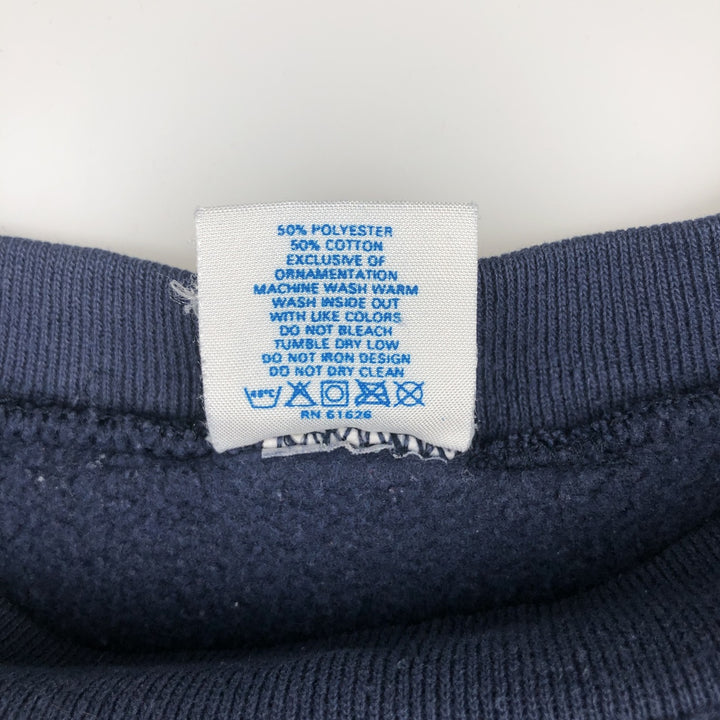 50% POLYESTER
50% COTTON
EXCLUSIVE OF
ORNAMENTATION
MACHINE WASH WARM
WASH INSIDE OUT
WITH LIKE COLORS
DO NOT BLEACH
TUMBLE DRY LOW
DO NOT IRON DESIGN
DO NOT DRY CLEAN
RN 61626